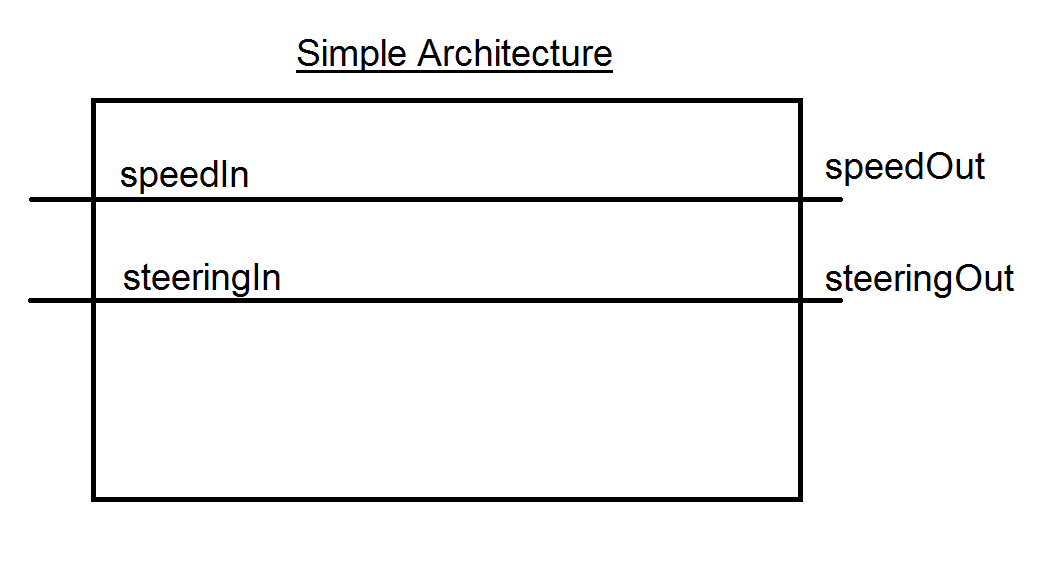 Simple Architecture
speedIn
speedOut
steeringIn
steeringOut